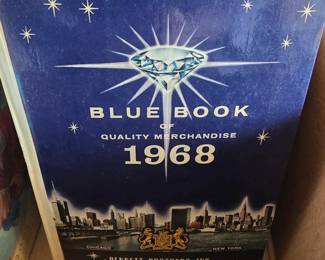 BLUE BOOK
OF
QUALITY MERCHANDISE
1968
CHICAGO NEW YORK